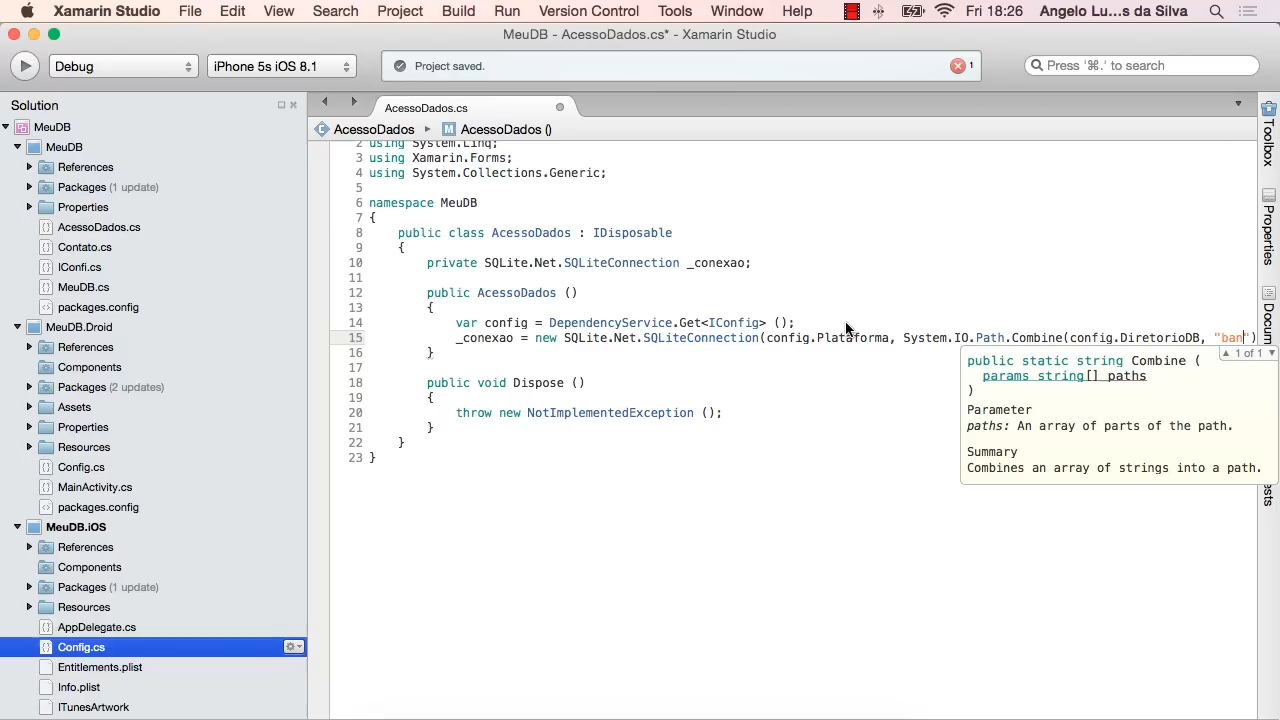 Xamarin Studio File Edit View Search Project Build Run Version Control Tools Window Help Fri 18:26 Angelo Lu...s da Silva
MeuDB - AcessoDados.cs* - Xamarin Studio
Debug iPhone 5s iOS 8.1 Project saved. 1 Press '⌘.' to search
Solution
MeuDB
MeuDB
References
Packages (1 update)
Properties
AcessoDados.cs
Contato.cs
IConfi.cs
MeuDB.cs
packages.config
MeuDB.Droid
References
Components
Packages (2 updates)
Assets
Properties
Resources
Config.cs
MainActivity.cs
packages.config
MeuDB.iOS
References
Components
Packages (1 update)
Resources
AppDelegate.cs
Config.cs
Entitlements.plist
Info.plist
ITunesArtwork
AcessoDados.cs
AcessoDados AcessoDados ()
2 using System.Linq;
3 using Xamarin.Forms;
4 using System.Collections.Generic;
5
6 namespace MeuDB
7 {
8 public class AcessoDados : IDisposable
9 {
10 private SQLite.Net.SQLiteConnection _conexao;
11
12 public AcessoDados ()
13 {
14 var config = DependencyService.Get<IConfig> ();
15 _conexao = new SQLite.Net.SQLiteConnection(config.Plataforma, System.IO.Path.Combine(config.DiretorioDB, "ban")
16 }
17
18 public void Dispose ()
19 {
20 throw new NotImplementedException ();
21 }
22 }
23 }
1 of 1
public static string Combine (
params string[] paths
)
Parameter
paths: An array of parts of the path.
Summary
Combines an array of strings into a path.
Toolbox
Properties